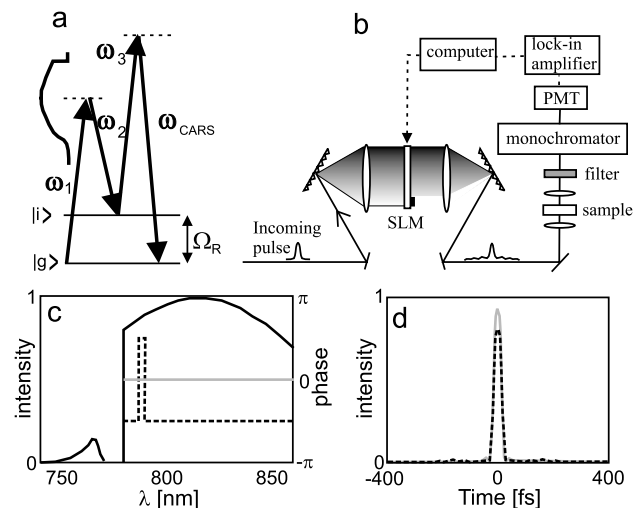 a
ω3
ω2
ωCARS
ω1
|i>
ΩR
|g>
b
computer
lock-in
amplifier
PMT
monochromator
filter
sample
SLM
Incoming
pulse
c
1
π
intensity
0
phase
0
-π
750
800
850
λ [nm]
d
1
intensity
0
-400
0
400
Time [fs]